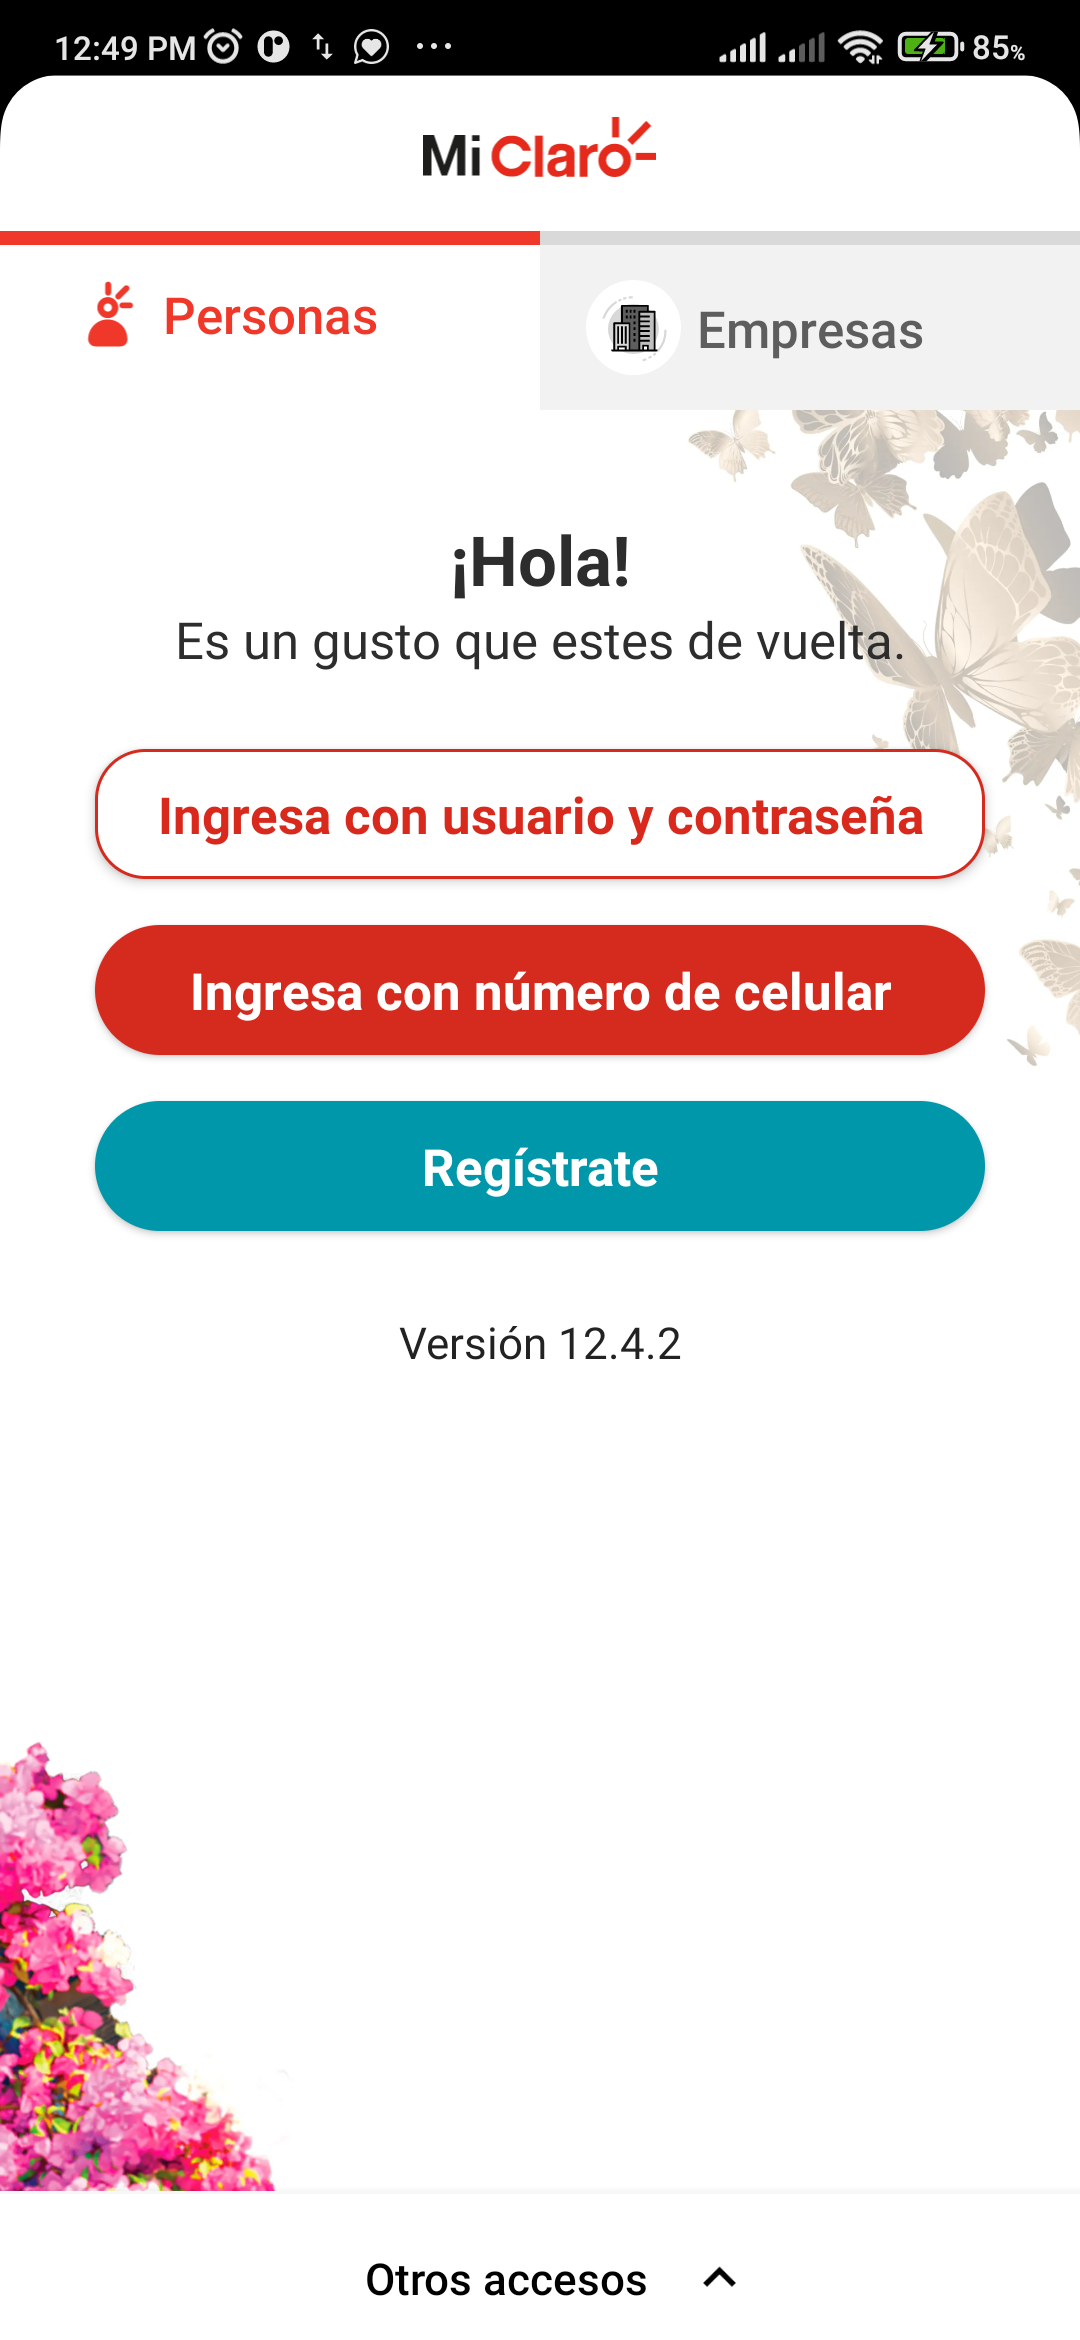 12:49 PM
85%
Mi Claro
Personas
Empresas
¡Hola!
Es un gusto que estes de vuelta.
Ingresa con usuario y contraseña
Ingresa con número de celular
Regístrate
Versión 12.4.2
Otros accesos